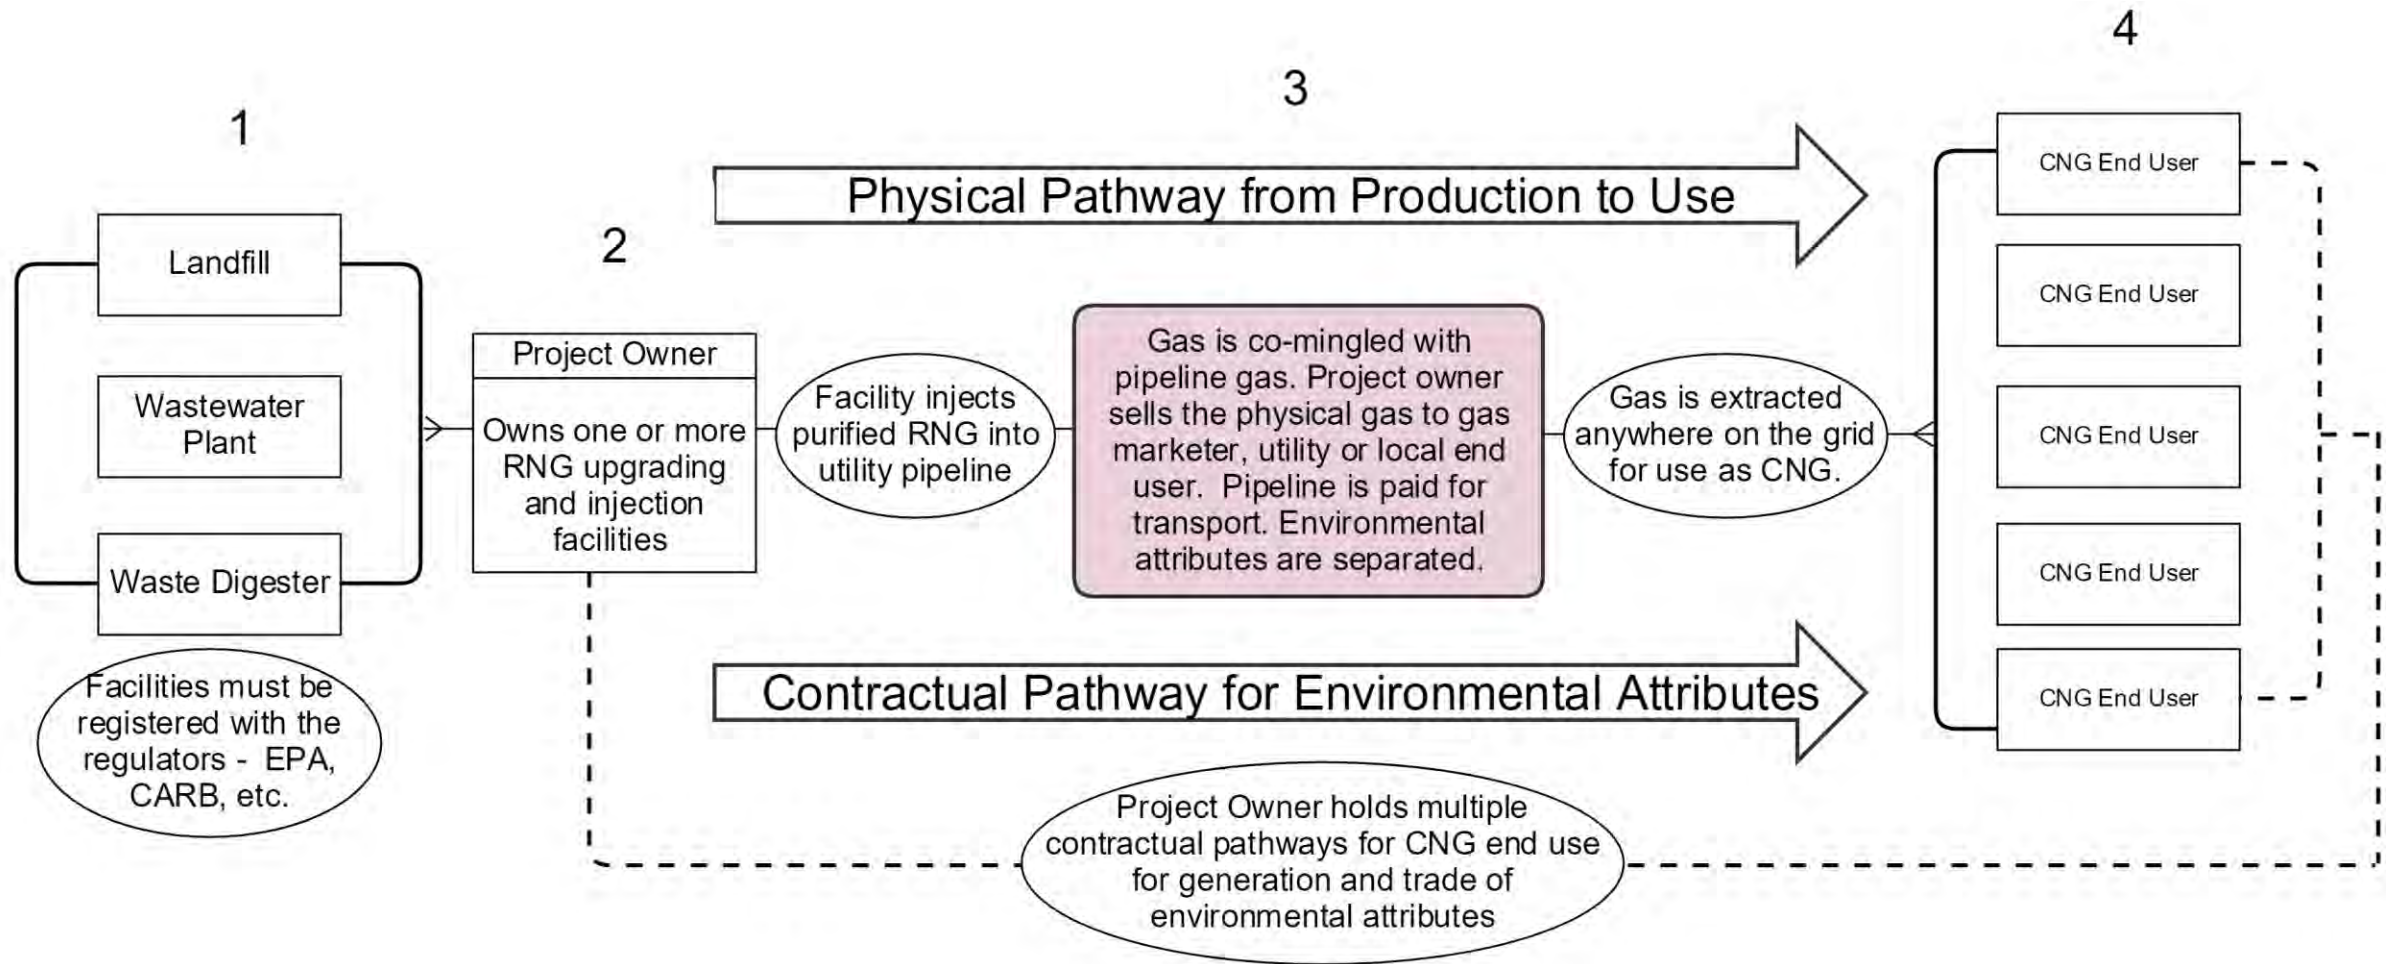 1
Landfill
Wastewater
Plant
Waste Digester
Facilities must be
registered with the
regulators - EPA,
CARB, etc.
2
Project Owner
Owns one or more
RNG upgrading
and injection
facilities
3
Physical Pathway from Production to Use
Facility injects
purified RNG into
utility pipeline
Gas is co-mingled with
pipeline gas. Project owner
sells the physical gas to gas
marketer, utility or local end
user. Pipeline is paid for
transport. Environmental
attributes are separated.
Gas is extracted
anywhere on the grid
for use as CNG.
Contractual Pathway for Environmental Attributes
Project Owner holds multiple
contractual pathways for CNG end use
for generation and trade of
environmental attributes
4
CNG End User
CNG End User
CNG End User
CNG End User
CNG End User